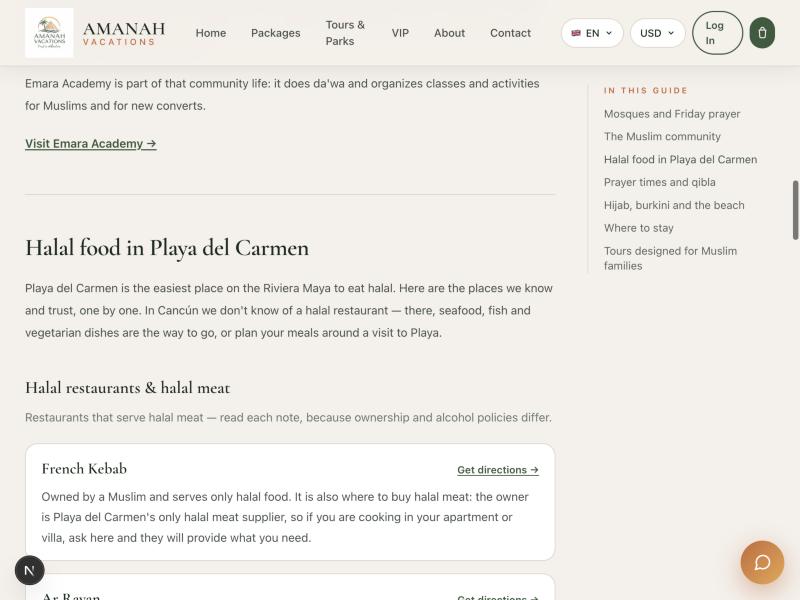 AMANAH
VACATIONS
AMANAH
VACATIONS
Home
Packages
Tours &
Parks
VIP
About
Contact
EN
USD
Log
In
Emara Academy is part of that community life: it does da'wa and organizes classes and activities
for Muslims and for new converts.
Visit Emara Academy →
Halal food in Playa del Carmen
Playa del Carmen is the easiest place on the Riviera Maya to eat halal. Here are the places we know
and trust, one by one. In Cancún we don't know of a halal restaurant — there, seafood, fish and
vegetarian dishes are the way to go, or plan your meals around a visit to Playa.
Halal restaurants & halal meat
Restaurants that serve halal meat — read each note, because ownership and alcohol policies differ.
French Kebab
Get directions →
Owned by a Muslim and serves only halal food. It is also where to buy halal meat: the owner
is Playa del Carmen's only halal meat supplier, so if you are cooking in your apartment or
villa, ask here and they will provide what you need.
Ar Rayan
Get directions →
IN THIS GUIDE
Mosques and Friday prayer
The Muslim community
Halal food in Playa del Carmen
Prayer times and qibla
Hijab, burkini and the beach
Where to stay
Tours designed for Muslim
families
N